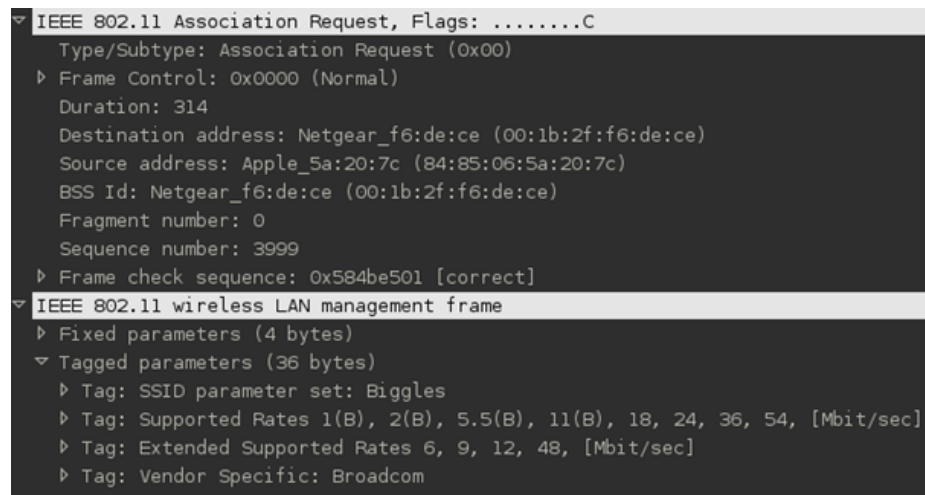 IEEE 802.11 Association Request, Flags: ........C
Type/Subtype: Association Request (0x00)
Frame Control: 0x0000 (Normal)
Duration: 314
Destination address: Netgear_f6:de:ce (00:1b:2f:f6:de:ce)
Source address: Apple_5a:20:7c (84:85:06:5a:20:7c)
BSS Id: Netgear_f6:de:ce (00:1b:2f:f6:de:ce)
Fragment number: 0
Sequence number: 3999
Frame check sequence: 0x584be501 [correct]
IEEE 802.11 wireless LAN management frame
Fixed parameters (4 bytes)
Tagged parameters (36 bytes)
Tag: SSID parameter set: Biggles
Tag: Supported Rates 1(B), 2(B), 5.5(B), 11(B), 18, 24, 36, 54, [Mbit/sec]
Tag: Extended Supported Rates 6, 9, 12, 48, [Mbit/sec]
Tag: Vendor Specific: Broadcom